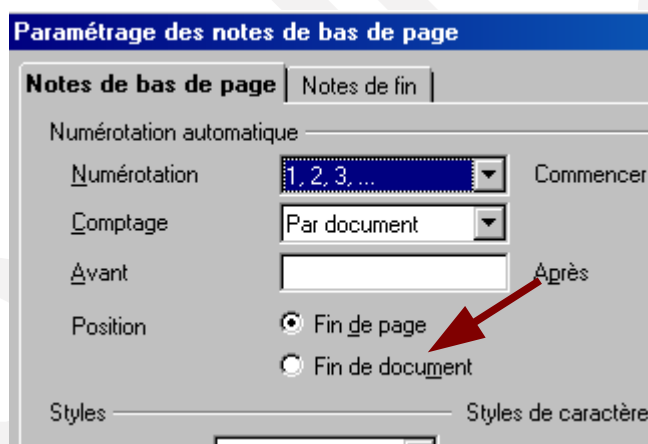 Paramétrage des notes de bas de page
Notes de bas de page Notes de fin
Numérotation automatique
Numérotation 1, 2, 3, ... Commencer
Comptage Par document
Avant Après
Position Fin de page
Fin de document
Styles Styles de caractère